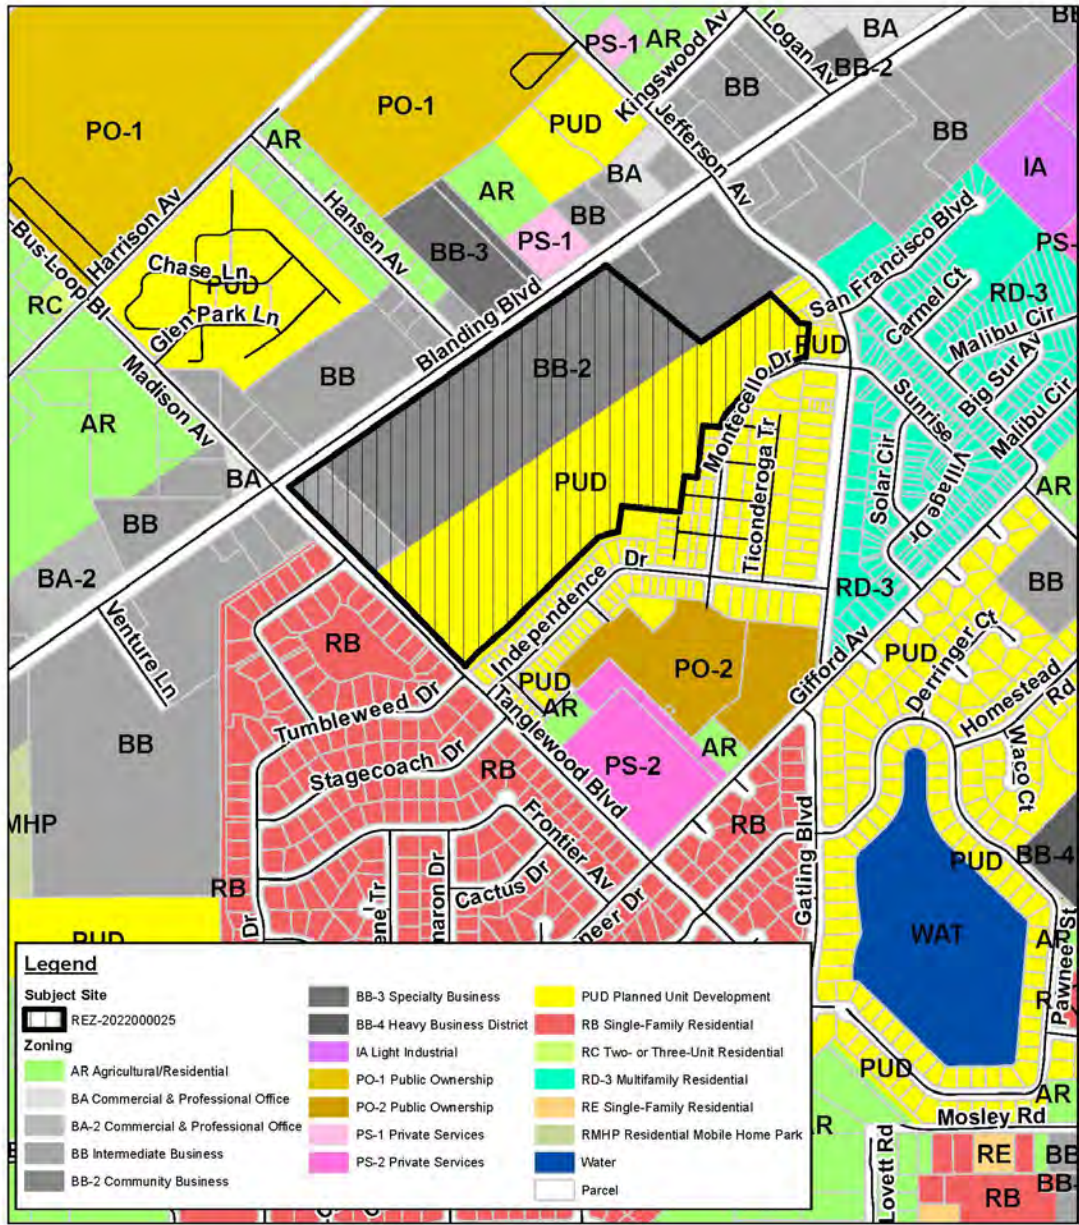 PS-1
AR
Kingswood Av
Logan Av
BA
BB-2
PO-1
PO-1
PUD
BB
Jefferson Av
BB
IA
AR
Harrison Av
Hansen Av
AR
BA
BB
PS-1
BB-3
San Francisco Blvd
PS-
Bus Loop Bl
RC
Chase Ln
PUD
Glen Park Ln
Blanding Blvd
RD-3
Carmel Ct
Malibu Cir
Big Sur Av
Malibu Cir
Madison Av
BB
BB-2
PUD
Montecello Dr
Sunrise Village Dr
AR
Ticonderoga Tr
Solar Cir
BA
PUD
AR
BB
BA-2
Independence Dr
RD-3
BB
Venture Ln
RB
PO-2
Gifford Av
PUD
Derringer Ct
Homestead Rd
PUD
AR
Tumbleweed Dr
Tanglewood Blvd
AR
Waco Ct
BB
Stagecoach Dr
RB
PS-2
MHP
Frontier Av
RB
Gatling Blvd
PUD
BB-4
RB
Cactus Dr
WAT
AR
Pawnee St
PUD
Dr
maron Dr
neer Dr
PUD
AR
Mosley Rd
Lovett Rd
RE
BB
RB
BB-
Legend
Subject Site
REZ-2022000025
Zoning
AR Agricultural/Residential
BA Commercial & Professional Office
BA-2 Commercial & Professional Office
BB Intermediate Business
BB-2 Community Business
BB-3 Specialty Business
BB-4 Heavy Business District
IA Light Industrial
PO-1 Public Ownership
PO-2 Public Ownership
PS-1 Private Services
PS-2 Private Services
PUD Planned Unit Development
RB Single-Family Residential
RC Two- or Three-Unit Residential
RD-3 Multifamily Residential
RE Single-Family Residential
RMHP Residential Mobile Home Park
Water
Parcel